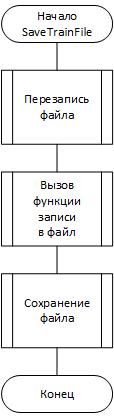 Начало
SaveTrainFile
Перезапись
файла
Вызов
функции
записи
в файл
Сохранение
файла
Конец